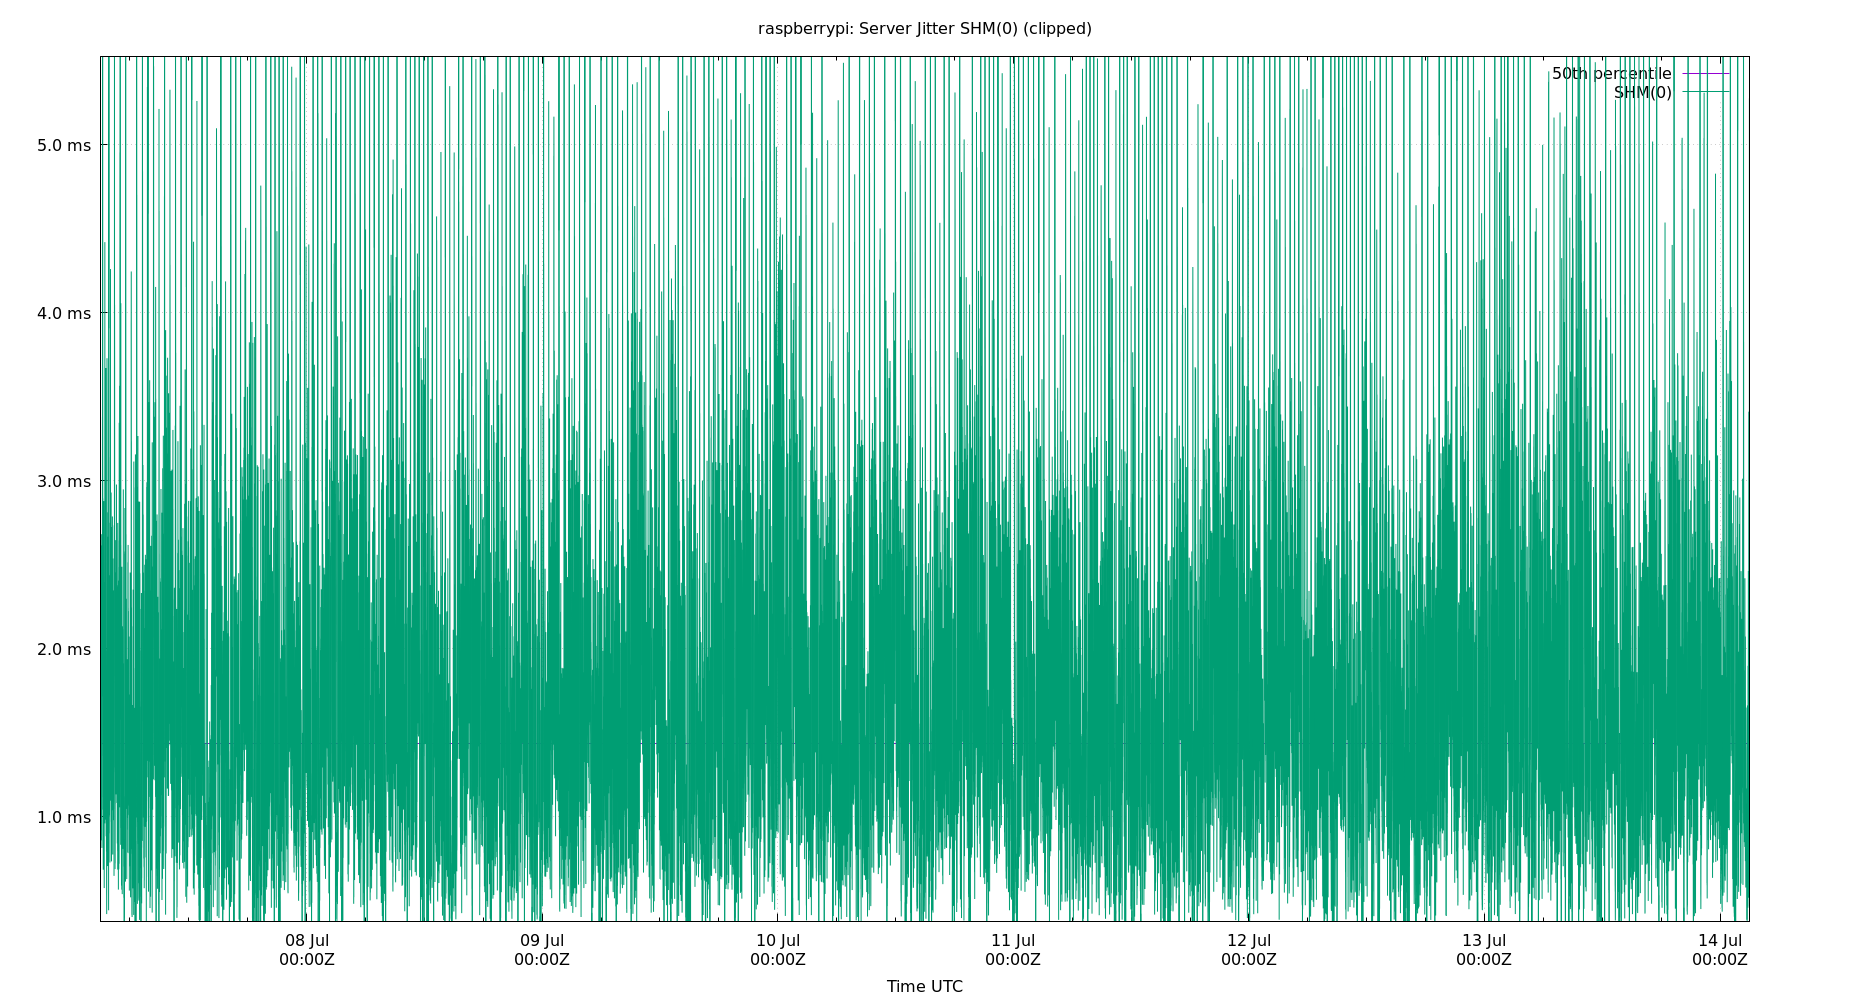 raspberrypi: Server Jitter SHM(0) (clipped)
50th percentile
SHM(0)
5.0 ms
4.0 ms
3.0 ms
2.0 ms
1.0 ms
08 Jul
00:00Z
09 Jul
00:00Z
10 Jul
00:00Z
11 Jul
00:00Z
12 Jul
00:00Z
13 Jul
00:00Z
14 Jul
00:00Z
Time UTC